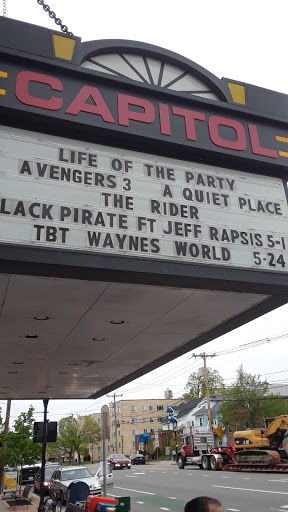 CAPITOL
LIFE OF THE PARTY
AVENGERS 3 A QUIET PLACE
THE RIDER
LACK PIRATE FT JEFF RAPSIS 5-1
TBT WAYNES WORLD 5-24